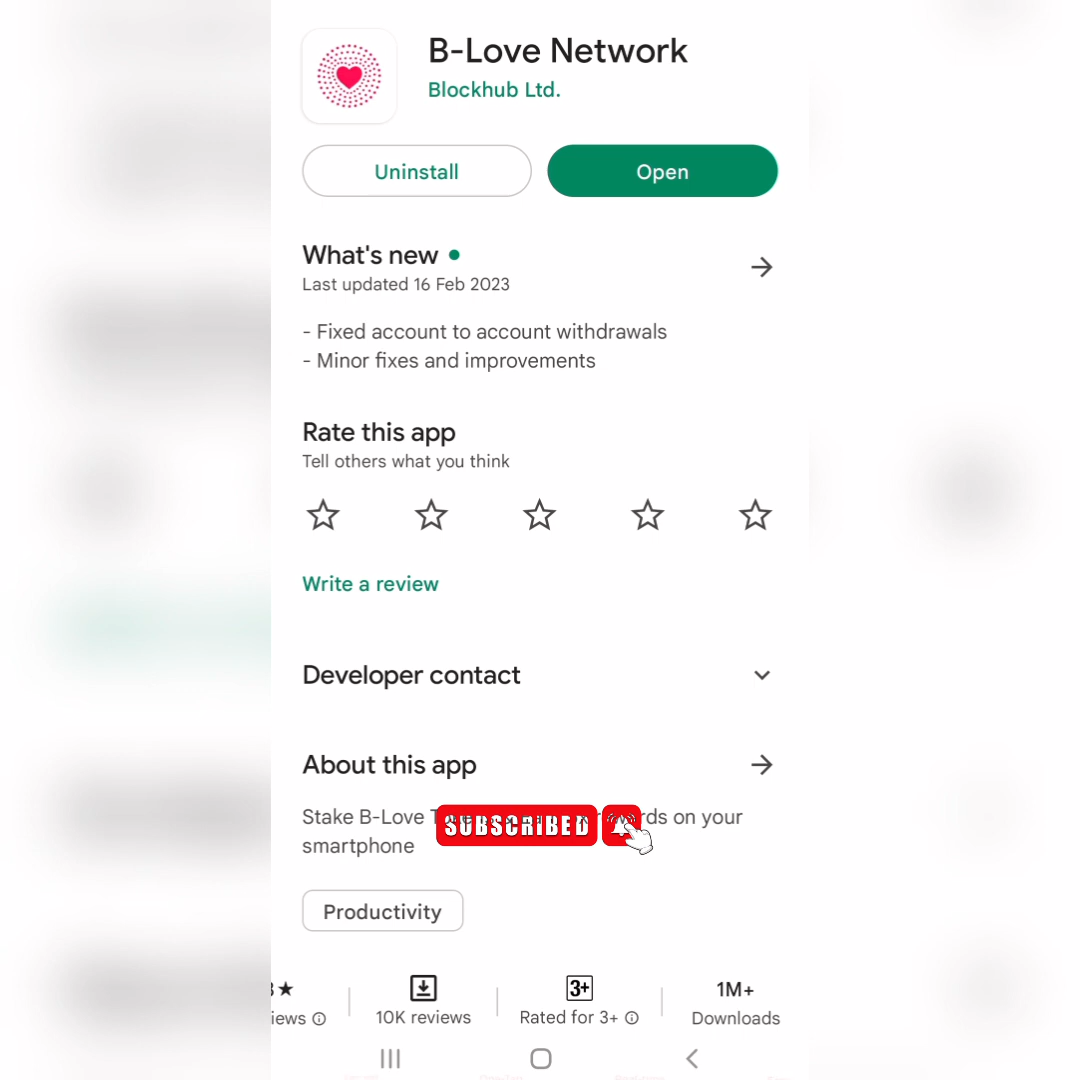 B-Love Network
Blockhub Ltd.
Uninstall
Open
What's new
Last updated 16 Feb 2023
- Fixed account to account withdrawals
- Minor fixes and improvements
Rate this app
Tell others what you think
Write a review
Developer contact
About this app
Stake B-Love on your
SUBSCRIBED
smartphone
Productivity
★
3+
1M+
10K reviews
Rated for 3+
Downloads